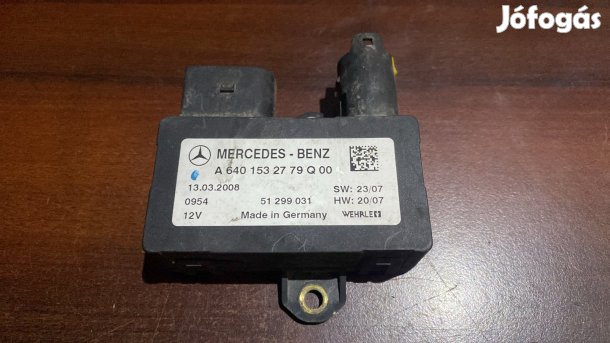 Jófogás
MERCEDES - BENZ
A 640 153 27 79 Q 00
13.03.2008 SW: 23/07
0954 51 299 031 HW: 20/07
12V Made in Germany WEHRLE